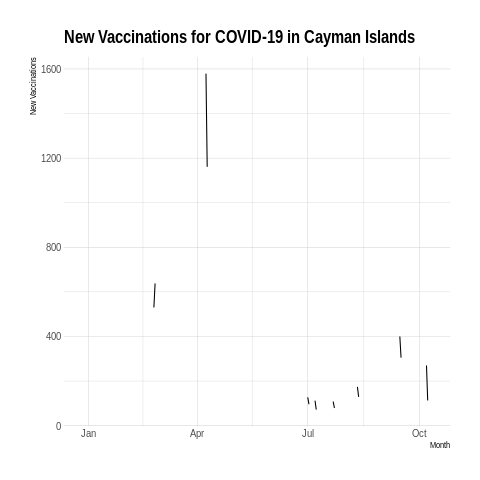 New Vaccinations for COVID-19 in Cayman Islands
New Vaccinations
1600
1200
800
400
0
Jan Apr Jul Oct
Month